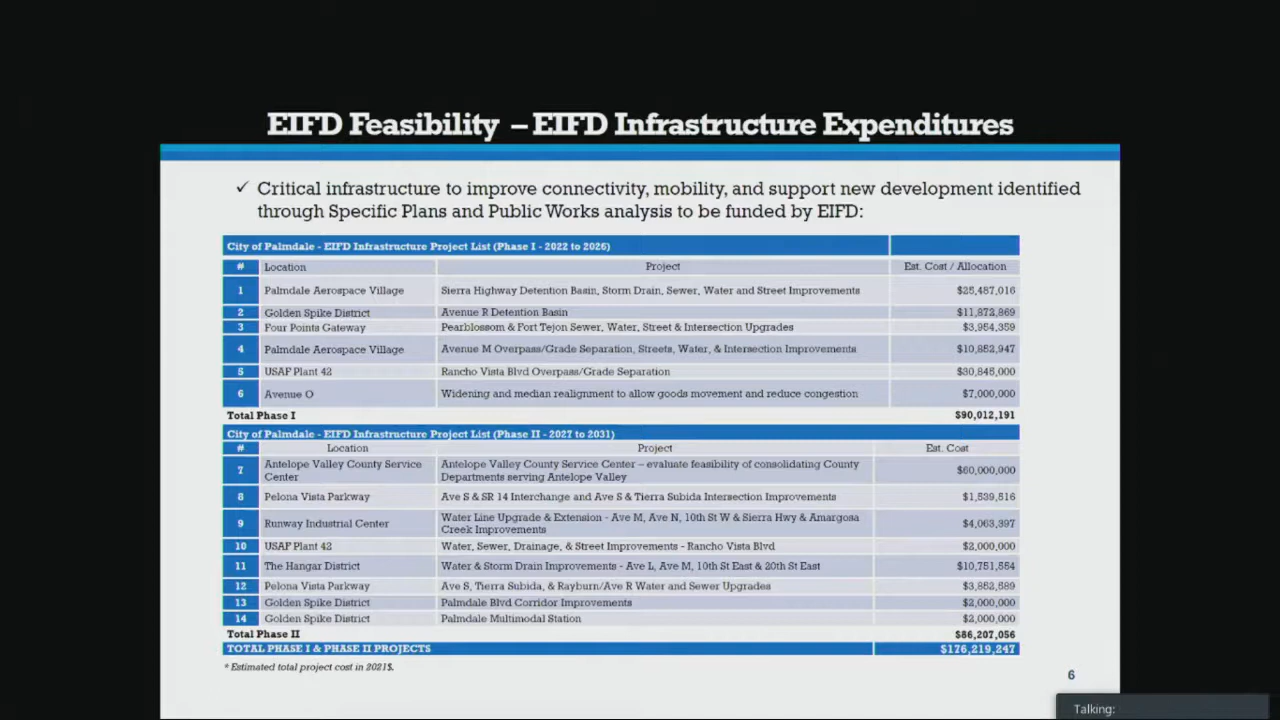 EIFD Feasibility – EIFD Infrastructure Expenditures
✓ Critical infrastructure to improve connectivity, mobility, and support new development identified
through Specific Plans and Public Works analysis to be funded by EIFD:
City of Palmdale - EIFD Infrastructure Project List (Phase I - 2022 to 2026)
# Location Project Est. Cost / Allocation
1 Palmdale Aerospace Village Sierra Highway Detention Basin, Storm Drain, Sewer, Water and Street Improvements $25,487,016
2 Golden Spike District Avenue R Detention Basin $11,872,869
3 Four Points Gateway Pearblossom & Fort Tejon Sewer, Water, Street & Intersection Upgrades $3,954,359
4 Palmdale Aerospace Village Avenue M Overpass/Grade Separation, Streets, Water, & Intersection Improvements $10,852,947
5 USAF Plant 42 Rancho Vista Blvd Overpass/Grade Separation $30,845,000
6 Avenue O Widening and median realignment to allow goods movement and reduce congestion $7,000,000
Total Phase I $90,012,191
City of Palmdale - EIFD Infrastructure Project List (Phase II - 2027 to 2031)
# Location Project Est. Cost
7 Antelope Valley County Service Center Antelope Valley County Service Center – evaluate feasibility of consolidating County Departments serving Antelope Valley $60,000,000
8 Pelona Vista Parkway Ave S & SR 14 Interchange and Ave S & Tierra Subida Intersection Improvements $1,539,516
9 Runway Industrial Center Water Line Upgrade & Extension - Ave M, Ave N, 10th St W & Sierra Hwy & Amargosa Creek Improvements $4,063,397
10 USAF Plant 42 Water, Sewer, Drainage, & Street Improvements - Rancho Vista Blvd $2,000,000
11 The Hangar District Water & Storm Drain Improvements - Ave L, Ave M, 10th St East & 20th St East $10,751,554
12 Pelona Vista Parkway Ave S, Tierra Subida, & Rayburn/Ave R Water and Sewer Upgrades $3,852,589
13 Golden Spike District Palmdale Blvd Corridor Improvements $2,000,000
14 Golden Spike District Palmdale Multimodal Station $2,000,000
Total Phase II $86,207,056
TOTAL PHASE I & PHASE II PROJECTS $176,219,247
* Estimated total project cost in 2021$.
6
Talking: